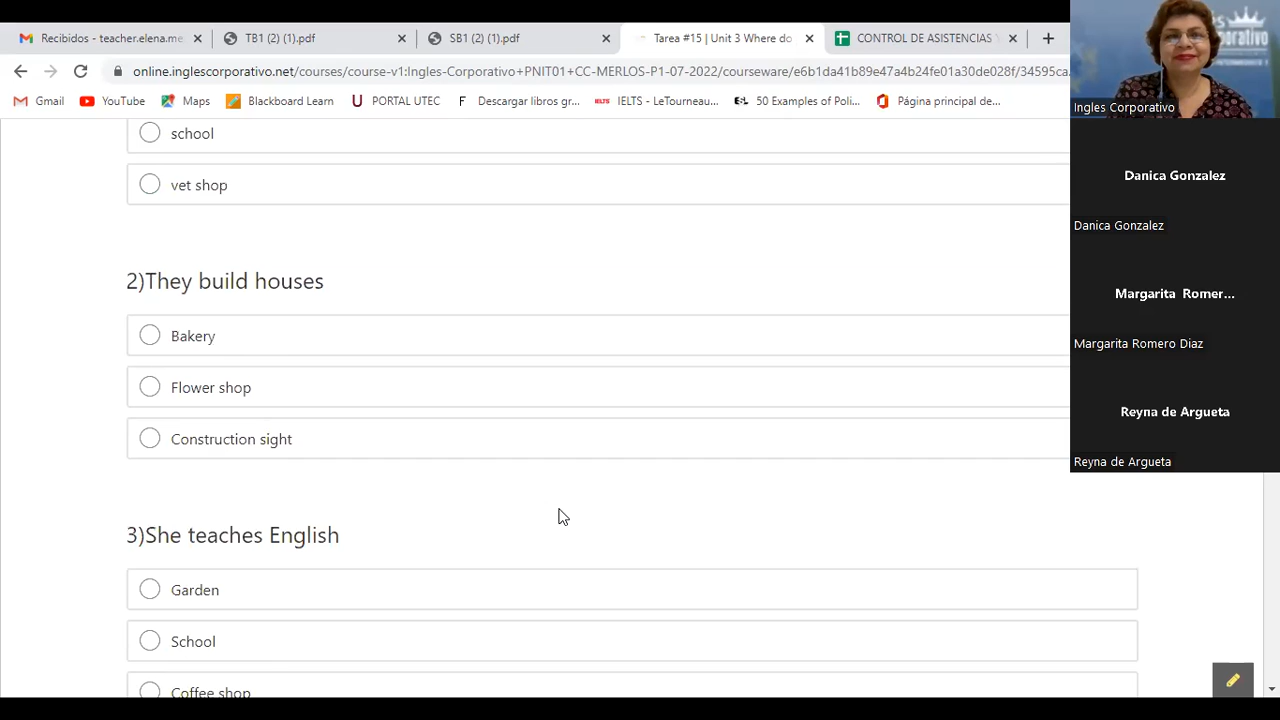 Recibidos - teacher.elena.me
TB1 (2) (1).pdf
SB1 (2) (1).pdf
Tarea #15 | Unit 3 Where do
CONTROL DE ASISTENCIAS
online.inglescorporativo.net/courses/course-v1:Ingles-Corporativo+PNIT01+CC-MERLOS-P1-07-2022/courseware/e6b1da41b89e47a4b24fe01a30de028f/34595ca.
Gmail
YouTube
Maps
Blackboard Learn
PORTAL UTEC
Descargar libros gr...
IELTS - LeTourneau...
50 Examples of Poli...
Página principal de...
Ingles Corporativo
school
vet shop
Danica Gonzalez
Danica Gonzalez
2)They build houses
Margarita Romer...
Bakery
Margarita Romero Diaz
Flower shop
Reyna de Argueta
Construction sight
Reyna de Argueta
3)She teaches English
Garden
School
Coffee shop